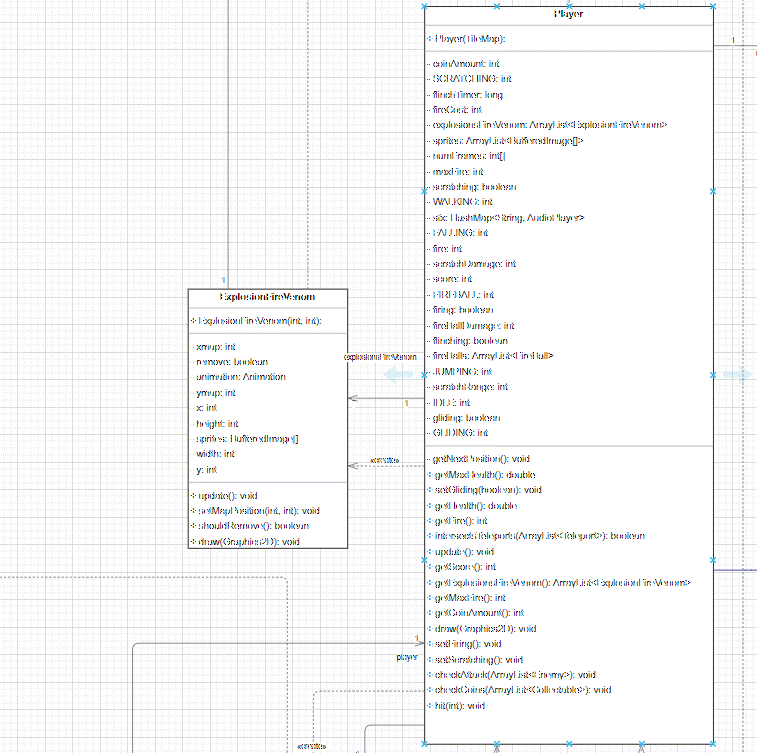 Player
+ Player(TileMap):
- coinAmount: int
- SCRATCHING: int
- flinchTimer: long
- fireCost: int
- explosionsFireVenom: ArrayList<ExplosionFireVenom>
- sprites: ArrayList<BufferedImage[]>
- numFrames: int[]
- maxFire: int
- scratching: boolean
- WALKING: int
- sfx: HashMap<String, AudioPlayer>
- FALLING: int
- fire: int
- scratchDamage: int
- score: int
- FIREBALL: int
- firing: boolean
- fireBallDamage: int
- flinching: boolean
- fireBalls: ArrayList<FireBall>
- JUMPING: int
- scratchRange: int
- IDLE: int
- gliding: boolean
- GLIDING: int
- getNextPosition(): void
+ getMaxHealth(): double
+ setGliding(boolean): void
+ getHealth(): double
+ getFire(): int
+ intersectsTeleports(ArrayList<Teleport>): boolean
+ update(): void
+ getScore(): int
+ getExplosionsFireVenom(): ArrayList<ExplosionFireVenom>
+ getMaxFire(): int
+ getCoinAmount(): int
+ draw(Graphics2D): void
+ setFiring(): void
+ setScratching(): void
+ checkAttack(ArrayList<Enemy>): void
+ checkCoins(ArrayList<Collectable>): void
+ hit(int): void
1
1
ExplosionFireVenom
+ ExplosionFireVenom(int, int):
- xmap: int
- remove: boolean
- animation: Animation
- ymap: int
- x: int
- height: int
- sprites: BufferedImage[]
- width: int
- y: int
+ update(): void
+ setMapPosition(int, int): void
+ shouldRemove(): boolean
+ draw(Graphics2D): void
explosionsFireVenom
1
«create»
1
player
«create»